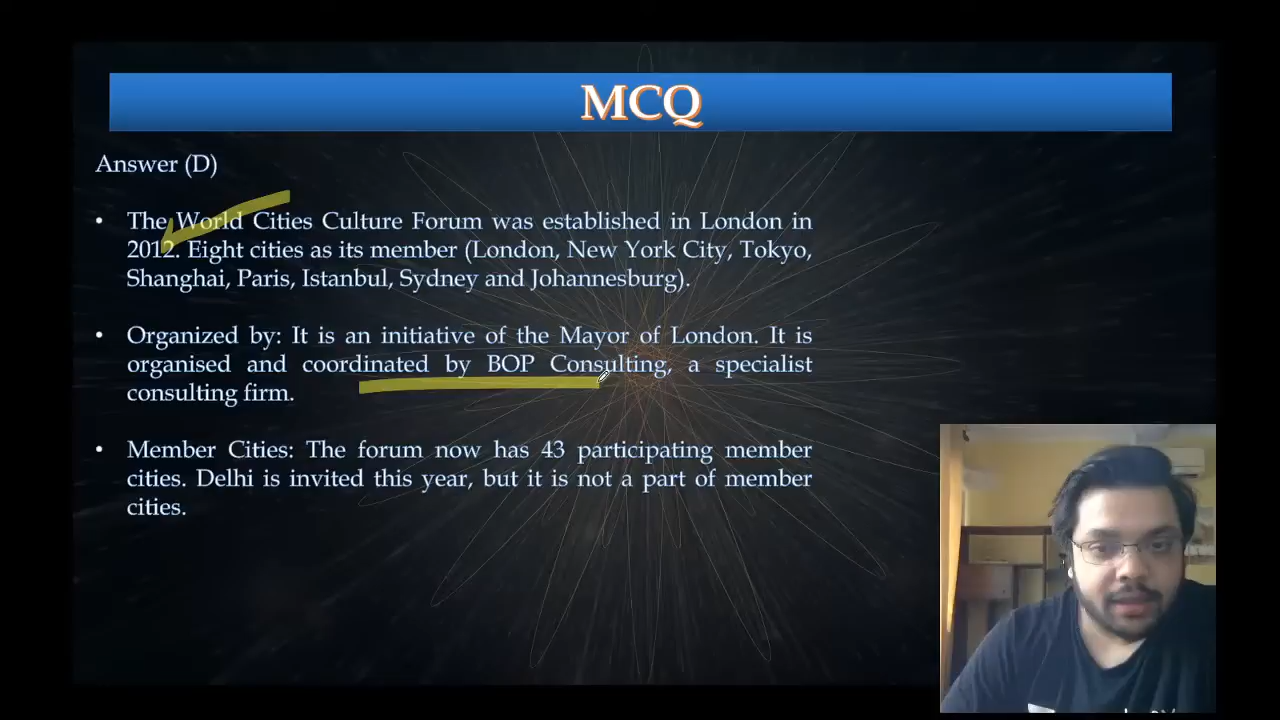 MCQ
Answer (D)
• The World Cities Culture Forum was established in London in
2012. Eight cities as its member (London, New York City, Tokyo,
Shanghai, Paris, Istanbul, Sydney and Johannesburg).
• Organized by: It is an initiative of the Mayor of London. It is
organised and coordinated by BOP Consulting, a specialist
consulting firm.
• Member Cities: The forum now has 43 participating member
cities. Delhi is invited this year, but it is not a part of member
cities.